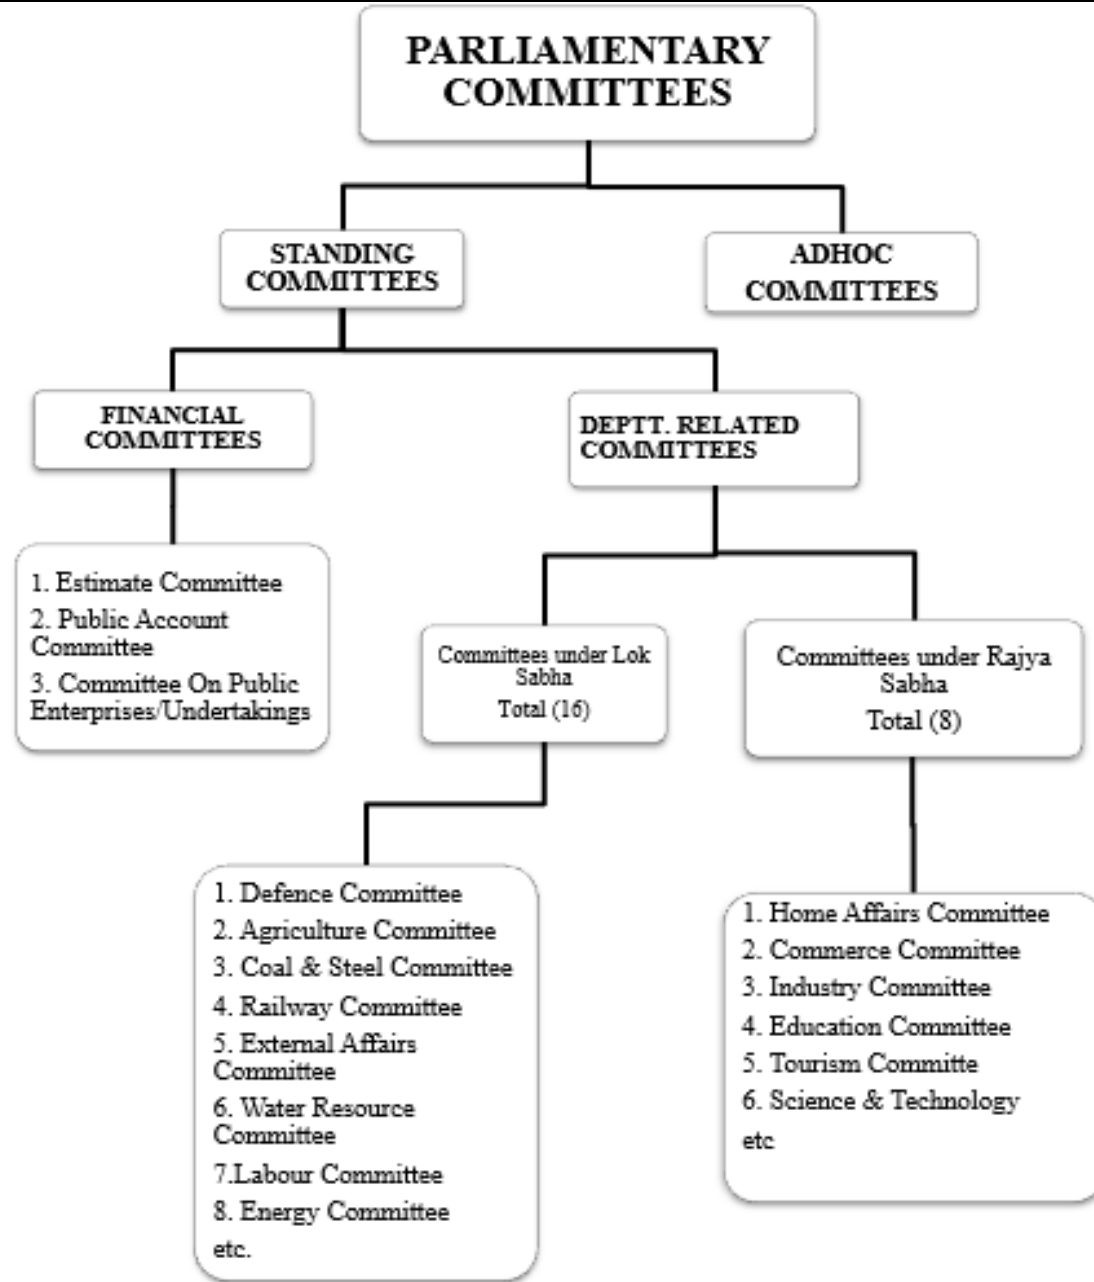 PARLIAMENTARY
COMMITTEES
STANDING
COMMITTEES
ADHOC
COMMITTEES
FINANCIAL
COMMITTEES
DEPTT. RELATED
COMMITTEES
1. Estimate Committee
2. Public Account
Committee
3. Committee On Public
Enterprises/Undertakings
Committees under Lok
Sabha
Total (16)
Committees under Rajya
Sabha
Total (8)
1. Defence Committee
2. Agriculture Committee
3. Coal & Steel Committee
4. Railway Committee
5. External Affairs
Committee
6. Water Resource
Committee
7.Labour Committee
8. Energy Committee
etc.
1. Home Affairs Committee
2. Commerce Committee
3. Industry Committee
4. Education Committee
5. Tourism Committe
6. Science & Technology
etc